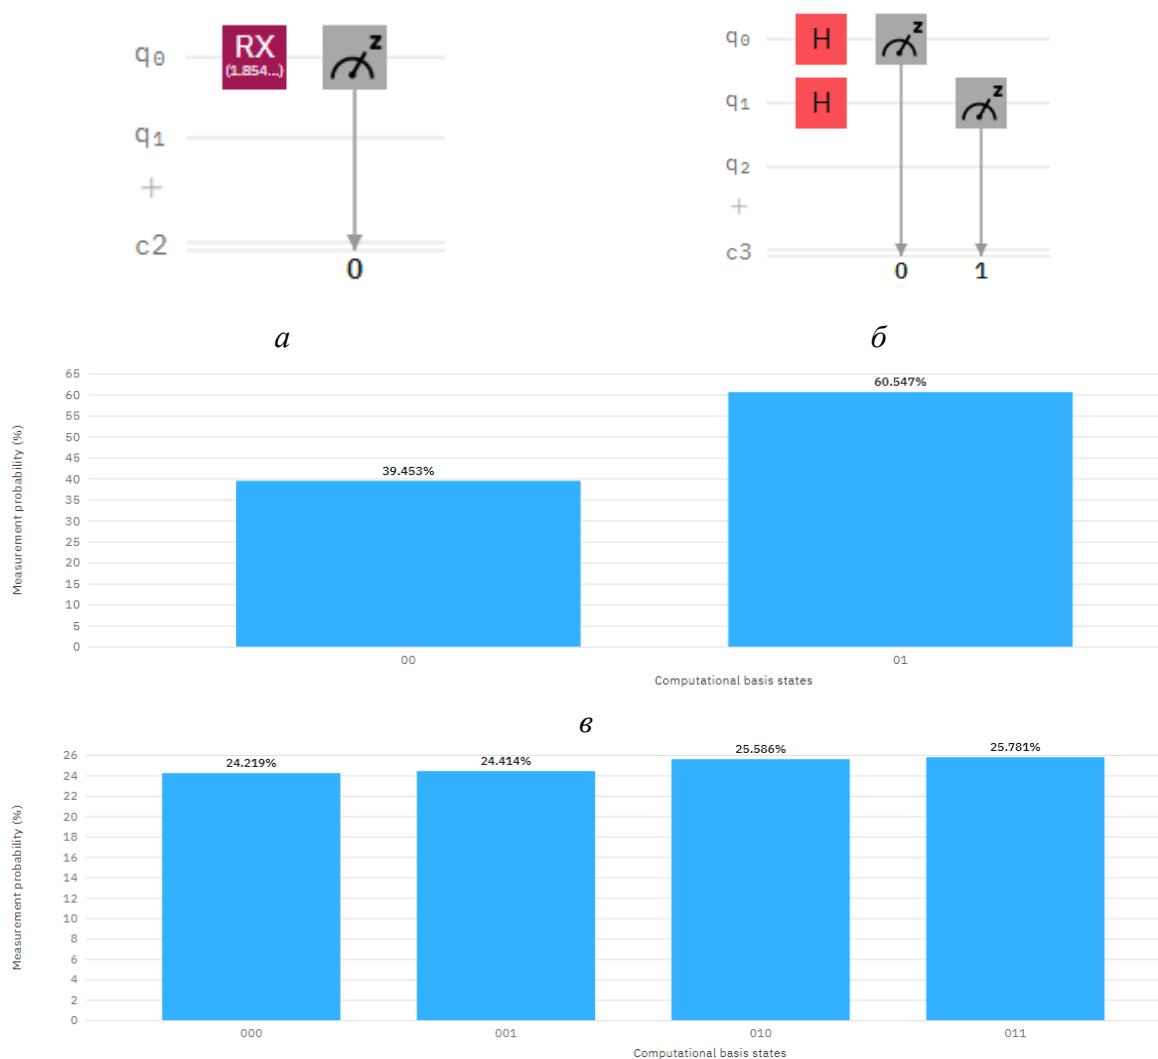 q0 RX (1.854...) z
q1
+
c2
0
q0 H z
q1 H z
q2
+
c3
0 1
а б
Measurement probability (%)
65
60
55
50
45
40
35
30
25
20
15
10
5
0
39.453%
60.547%
00 01
Computational basis states
в
Measurement probability (%)
26
24
22
20
18
16
14
12
10
8
6
4
2
0
24.219%
24.414%
25.586%
25.781%
000 001 010 011
Computational basis states